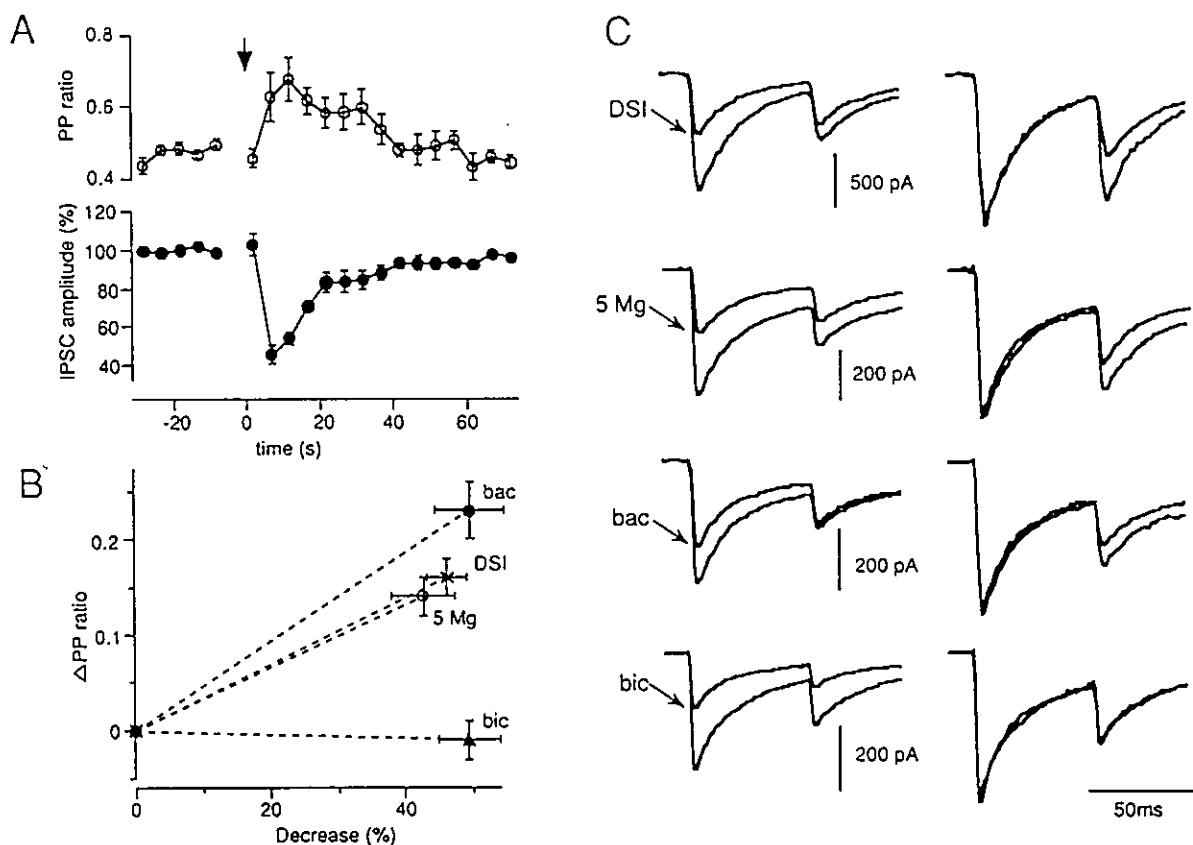 A
0.8
0.6
0.4
PP ratio
120
100
80
60
40
IPSC amplitude (%)
-20 0 20 40 60
time (s)
B
bac
DSI
5 Mg
bic
0.2
0.1
0
ΔPP ratio
0 20 40
Decrease (%)
C
DSI
500 pA
5 Mg
200 pA
bac
200 pA
bic
200 pA
50ms